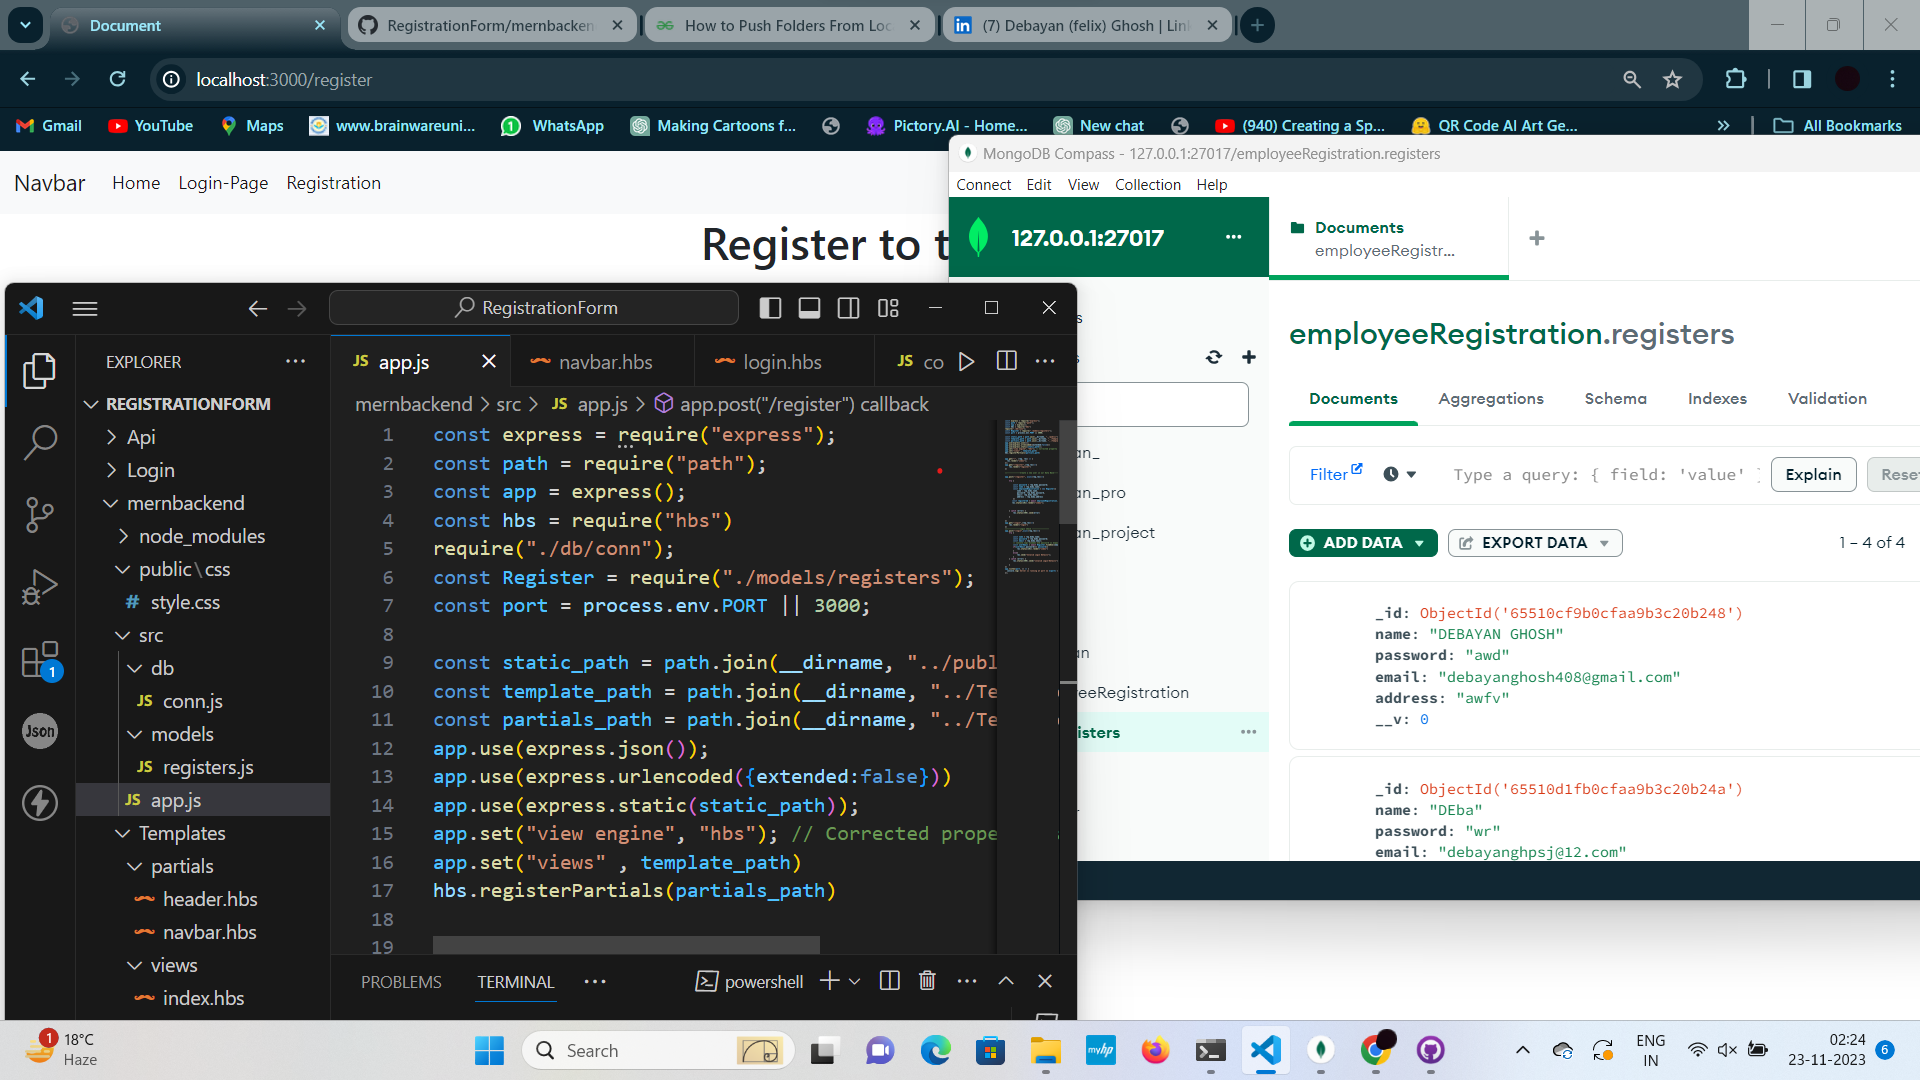 Document
RegistrationForm/mernbacken
How to Push Folders From Loc
(7) Debayan (felix) Ghosh | Lin
localhost:3000/register
Gmail
YouTube
Maps
www.brainwareuni...
WhatsApp
Making Cartoons f...
Pictory.AI - Home...
New chat
(940) Creating a Sp...
QR Code AI Art Ge...
All Bookmarks
Navbar
Home
Login-Page
Registration
Register to t
MongoDB Compass - 127.0.0.1:27017/employeeRegistration.registers
Connect Edit View Collection Help
127.0.0.1:27017
Documents
employeeRegistr...
employeeRegistration.registers
Documents
Aggregations
Schema
Indexes
Validation
Filter
Type a query: { field: 'value'
Explain
Reset
ADD DATA
EXPORT DATA
1 – 4 of 4
_id: ObjectId('65510cf9b0cfaa9b3c20b248')
name: "DEBAYAN GHOSH"
password: "awd"
email: "debayanghosh408@gmail.com"
address: "awfv"
__v: 0
_id: ObjectId('65510d1fb0cfaa9b3c20b24a')
name: "DEba"
password: "wr"
email: "debayanghpsj@12.com"
an_
an_pro
an_project
an
eeRegistration
isters
RegistrationForm
EXPLORER
REGISTRATIONFORM
Api
Login
mernbackend
node_modules
public\css
# style.css
src
db
JS conn.js
models
JS registers.js
JS app.js
Templates
partials
header.hbs
navbar.hbs
views
index.hbs
1
Json
JS app.js
navbar.hbs
login.hbs
JS co
mernbackend > src > JS app.js > app.post("/register") callback
1 const express = require("express");
2 const path = require("path");
3 const app = express();
4 const hbs = require("hbs")
5 require("./db/conn");
6 const Register = require("./models/registers");
7 const port = process.env.PORT || 3000;
8
9 const static_path = path.join(__dirname, "../publ
10 const template_path = path.join(__dirname, "../Te
11 const partials_path = path.join(__dirname, "../Te
12 app.use(express.json());
13 app.use(express.urlencoded({extended:false}))
14 app.use(express.static(static_path));
15 app.set("view engine", "hbs"); // Corrected prope
16 app.set("views" , template_path)
17 hbs.registerPartials(partials_path)
18
19
PROBLEMS
TERMINAL
powershell
1
18°C
Haze
Search
myhp
ENG
IN
02:24
23-11-2023
6